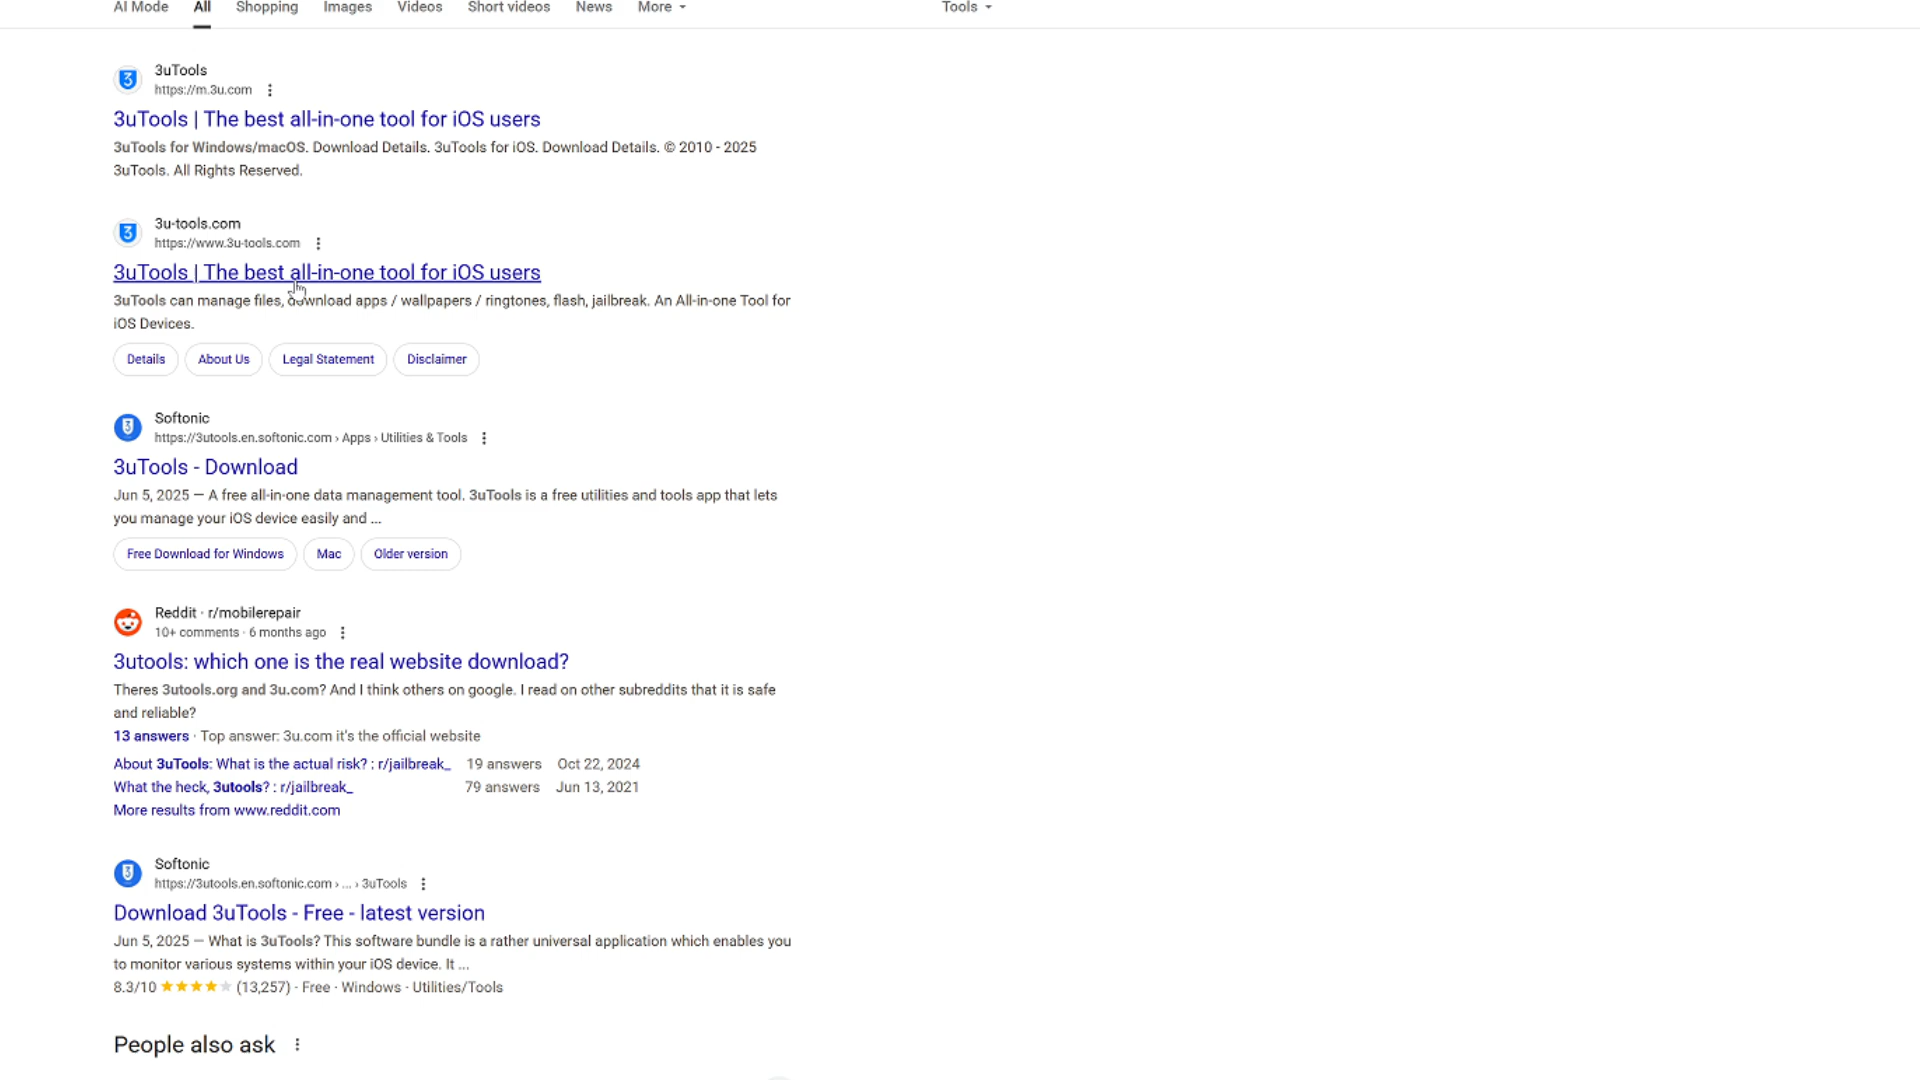 AI Mode All Shopping Images Videos Short videos News More Tools
3uTools
https://m.3u.com
3uTools | The best all-in-one tool for iOS users
3uTools for Windows/macOS. Download Details. 3uTools for iOS. Download Details. © 2010 - 2025
3uTools. All Rights Reserved.
3u-tools.com
https://www.3u-tools.com
3uTools | The best all-in-one tool for iOS users
3uTools can manage files, download apps / wallpapers / ringtones, flash, jailbreak. An All-in-one Tool for
iOS Devices.
Details About Us Legal Statement Disclaimer
Softonic
https://3utools.en.softonic.com › Apps › Utilities & Tools
3uTools - Download
Jun 5, 2025 — A free all-in-one data management tool. 3uTools is a free utilities and tools app that lets
you manage your iOS device easily and ...
Free Download for Windows Mac Older version
Reddit · r/mobilerepair
10+ comments · 6 months ago
3utools: which one is the real website download?
Theres 3utools.org and 3u.com? And I think others on google. I read on other subreddits that it is safe
and reliable?
13 answers · Top answer: 3u.com it's the official website
About 3uTools: What is the actual risk? : r/jailbreak_ 19 answers Oct 22, 2024
What the heck, 3utools? : r/jailbreak_ 79 answers Jun 13, 2021
More results from www.reddit.com
Softonic
https://3utools.en.softonic.com › ... › 3uTools
Download 3uTools - Free - latest version
Jun 5, 2025 — What is 3uTools? This software bundle is a rather universal application which enables you
to monitor various systems within your iOS device. It ...
8.3/10 (13,257) · Free · Windows · Utilities/Tools
People also ask